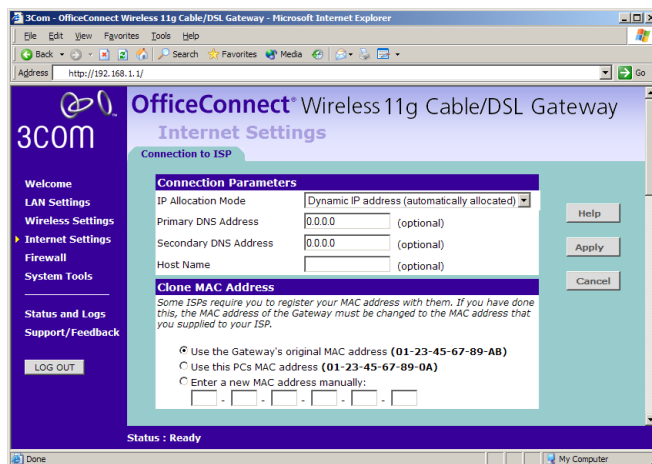 3Com - OfficeConnect Wireless 11g Cable/DSL Gateway - Microsoft Internet Explorer
File Edit View Favorites Tools Help
Back Search Favorites Media
Address http://192.168.1.1/ Go
3COM
OfficeConnect® Wireless 11g Cable/DSL Gateway
Internet Settings
Connection to ISP
Welcome
LAN Settings
Wireless Settings
Internet Settings
Firewall
System Tools
Status and Logs
Support/Feedback
LOG OUT
Connection Parameters
IP Allocation Mode Dynamic IP address (automatically allocated)
Primary DNS Address 0.0.0.0 (optional)
Secondary DNS Address 0.0.0.0 (optional)
Host Name (optional)
Clone MAC Address
Some ISPs require you to register your MAC address with them. If you have done
this, the MAC address of the Gateway must be changed to the MAC address that
you supplied to your ISP.
Use the Gateway's original MAC address (01-23-45-67-89-AB)
Use this PCs MAC address (01-23-45-67-89-0A)
Enter a new MAC address manually:
- - - - -
Help
Apply
Cancel
Status : Ready
Done My Computer